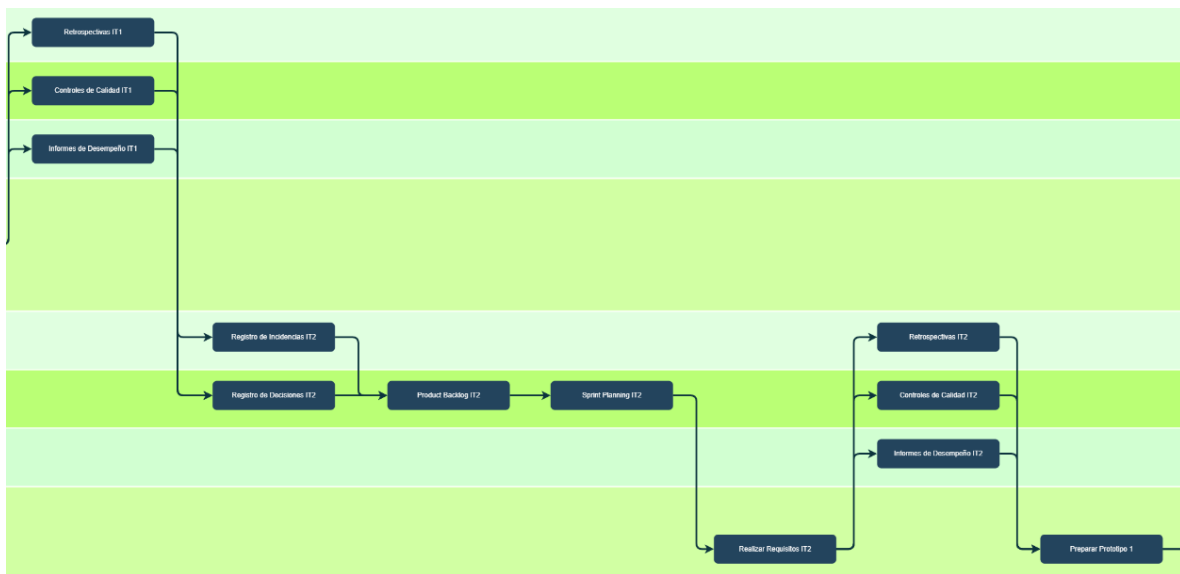 Retrospectivas IT1
Controles de Calidad IT1
Informes de Desempeño IT1
Registro de Incidencias IT2
Retrospectivas IT2
Registro de Decisiones IT2
Product Backlog IT2
Sprint Planning IT2
Controles de Calidad IT2
Informes de Desempeño IT2
Realizar Requisitos IT2
Preparar Prototipo 1